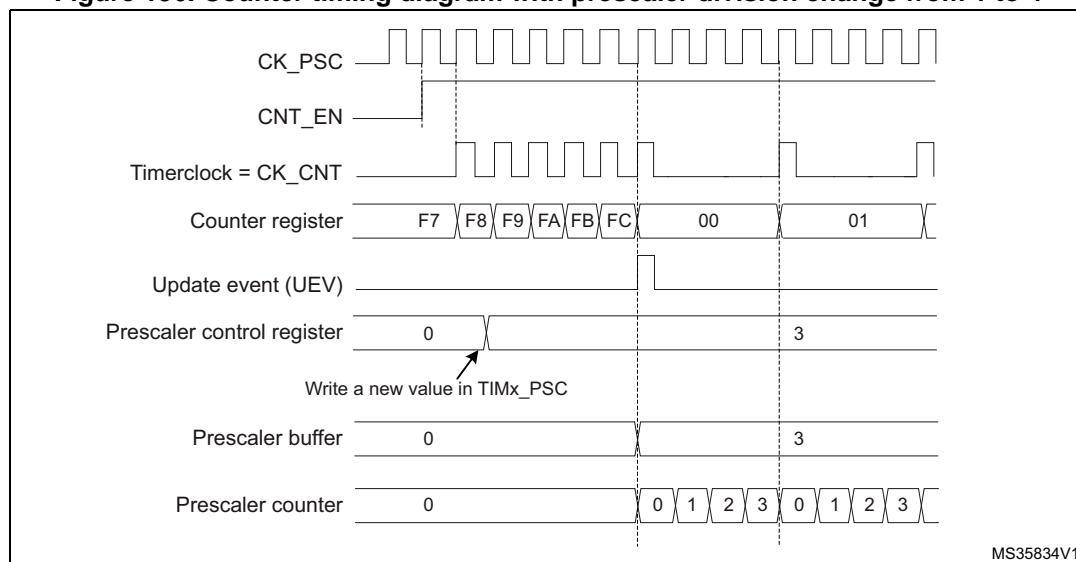 Figure 136. Counter timing diagram with prescaler division change from 1 to 4
CK_PSC
CNT_EN
Timerclock = CK_CNT
Counter register F7 F8 F9 FA FB FC 00 01
Update event (UEV)
Prescaler control register 0 3
Write a new value in TIMx_PSC
Prescaler buffer 0 3
Prescaler counter 0 0 1 2 3 0 1 2 3
MS35834V1